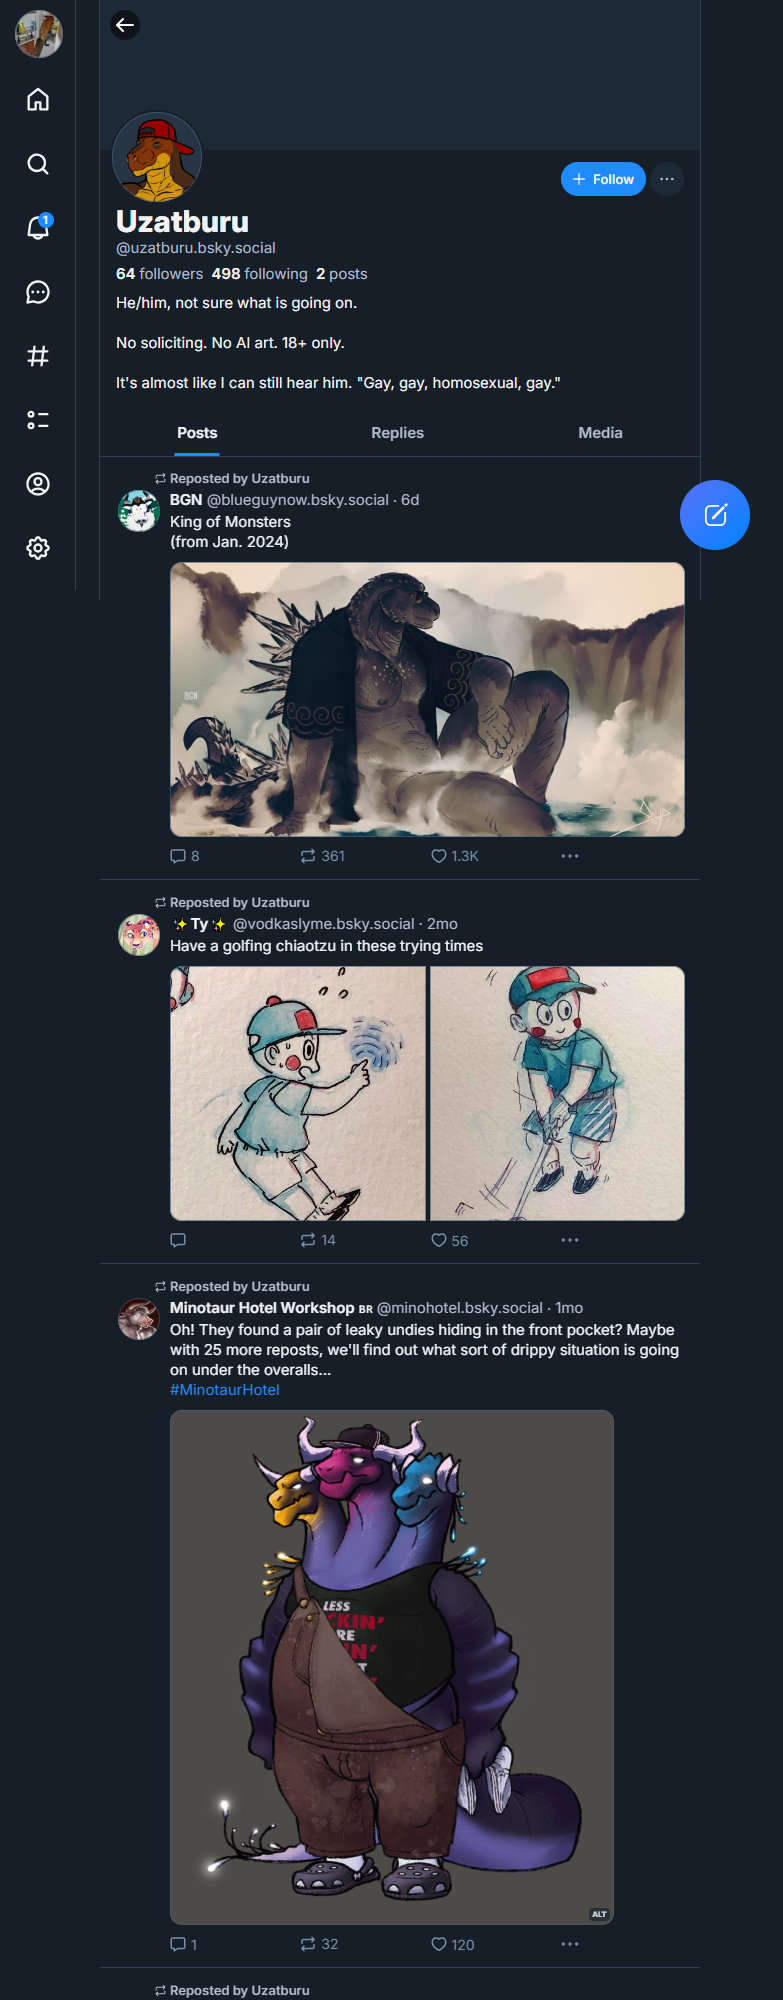 1
+ Follow
Uzatburu
@uzatburu.bsky.social
64 followers 498 following 2 posts
He/him, not sure what is going on.
No soliciting. No AI art. 18+ only.
It's almost like I can still hear him. "Gay, gay, homosexual, gay."
Posts Replies Media
Reposted by Uzatburu
BGN @blueguynow.bsky.social · 6d
King of Monsters
(from Jan. 2024)
BGN
8 361 1.3K
Reposted by Uzatburu
✨Ty✨ @vodkaslyme.bsky.social · 2mo
Have a golfing chiaotzu in these trying times
14 56
Reposted by Uzatburu
Minotaur Hotel Workshop BR @minohotel.bsky.social · 1mo
Oh! They found a pair of leaky undies hiding in the front pocket? Maybe
with 25 more reposts, we'll find out what sort of drippy situation is going
on under the overalls...
#MinotaurHotel
LESS
CKIN'
RE
IN'
T
ALT
1 32 120
Reposted by Uzatburu